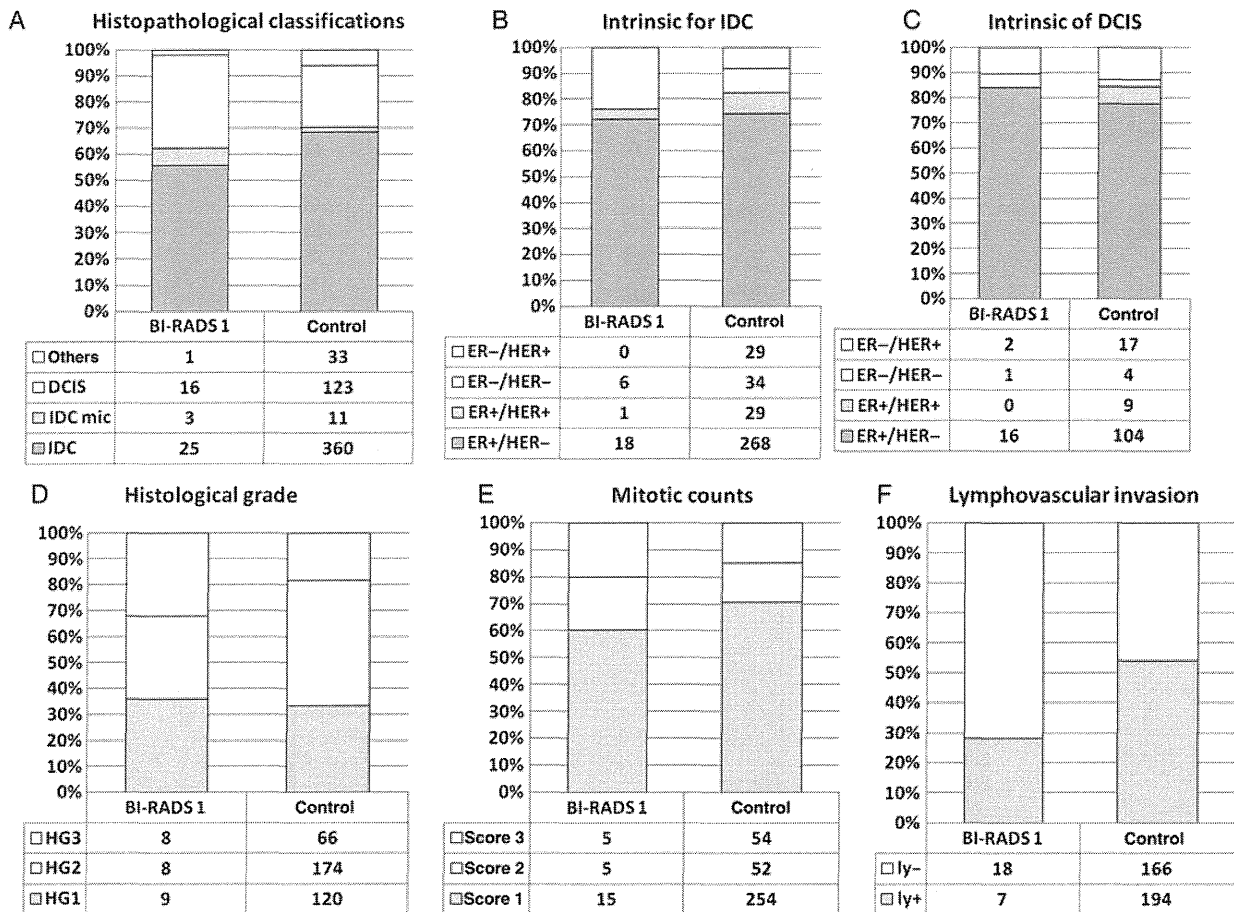 A Histopathological classifications
100%
90%
80%
70%
60%
50%
40%
30%
20%
10%
0%
BI-RADS 1 Control
Others 1 33
DCIS 16 123
IDC mic 3 11
IDC 25 360
B Intrinsic for IDC
100%
90%
80%
70%
60%
50%
40%
30%
20%
10%
0%
BI-RADS 1 Control
ER−/HER+ 0 29
ER−/HER− 6 34
ER+/HER+ 1 29
ER+/HER− 18 268
C Intrinsic of DCIS
100%
90%
80%
70%
60%
50%
40%
30%
20%
10%
0%
BI-RADS 1 Control
ER−/HER+ 2 17
ER−/HER− 1 4
ER+/HER+ 0 9
ER+/HER− 16 104
D Histological grade
100%
90%
80%
70%
60%
50%
40%
30%
20%
10%
0%
BI-RADS 1 Control
HG3 8 66
HG2 8 174
HG1 9 120
E Mitotic counts
100%
90%
80%
70%
60%
50%
40%
30%
20%
10%
0%
BI-RADS 1 Control
Score 3 5 54
Score 2 5 52
Score 1 15 254
F Lymphovascular invasion
100%
90%
80%
70%
60%
50%
40%
30%
20%
10%
0%
BI-RADS 1 Control
ly− 18 166
ly+ 7 194